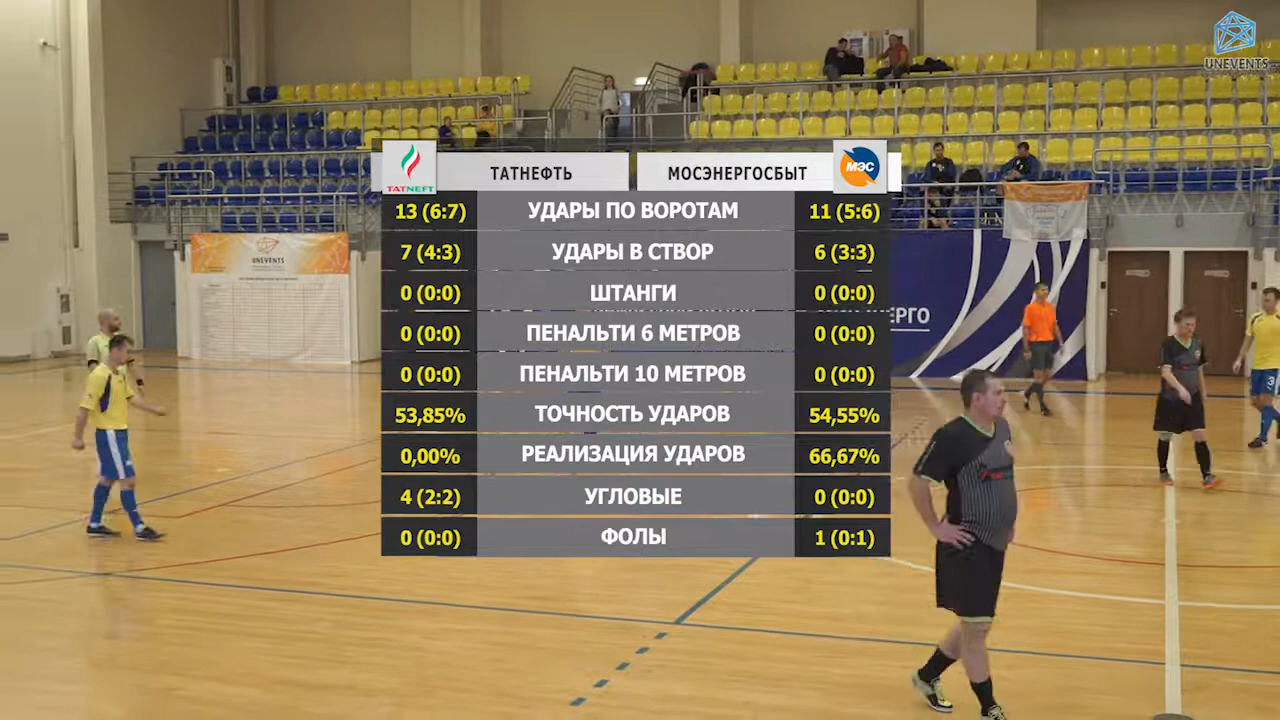 UNEVENTS
TATNEFT ТАТНЕФТЬ МОСЭНЕРГОСБЫТ МЭС
13 (6:7) УДАРЫ ПО ВОРОТАМ 11 (5:6)
7 (4:3) УДАРЫ В СТВОР 6 (3:3)
0 (0:0) ШТАНГИ 0 (0:0)
0 (0:0) ПЕНАЛЬТИ 6 МЕТРОВ 0 (0:0)
0 (0:0) ПЕНАЛЬТИ 10 МЕТРОВ 0 (0:0)
53,85% ТОЧНОСТЬ УДАРОВ 54,55%
0,00% РЕАЛИЗАЦИЯ УДАРОВ 66,67%
4 (2:2) УГЛОВЫЕ 0 (0:0)
0 (0:0) ФОЛЫ 1 (0:1)
UNEVENTS
ЕРГО
3